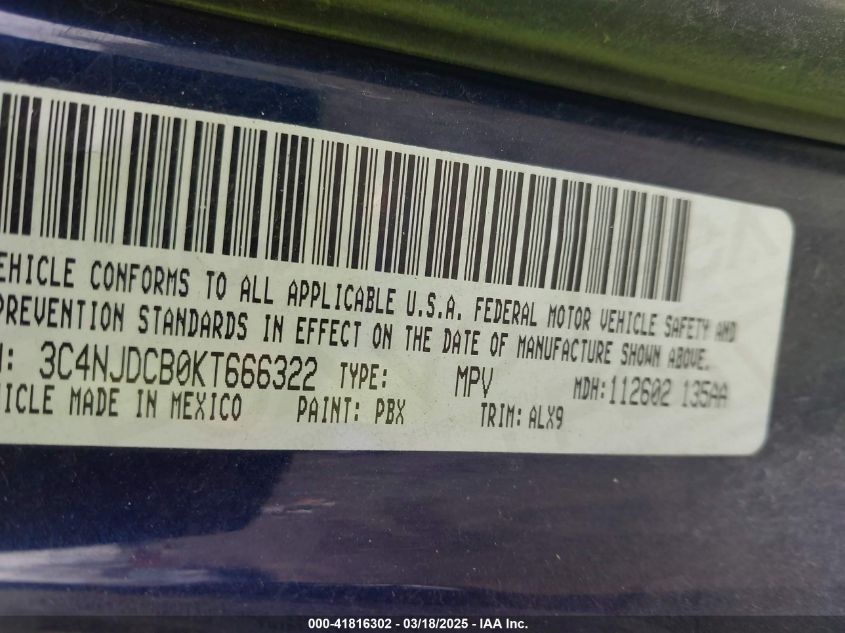 EHICLE CONFORMS TO ALL APPLICABLE U.S.A. FEDERAL MOTOR VEHICLE SAFETY AND
PREVENTION STANDARDS IN EFFECT ON THE DATE OF MANUFACTURE SHOWN ABOVE.
: 3C4NJDCB0KT666322 TYPE: MPV MDH:112602 135AA
ICLE MADE IN MEXICO PAINT: PBX TRIM: ALX9
000-41816302 / 03/18/2025 - IAA Inc.